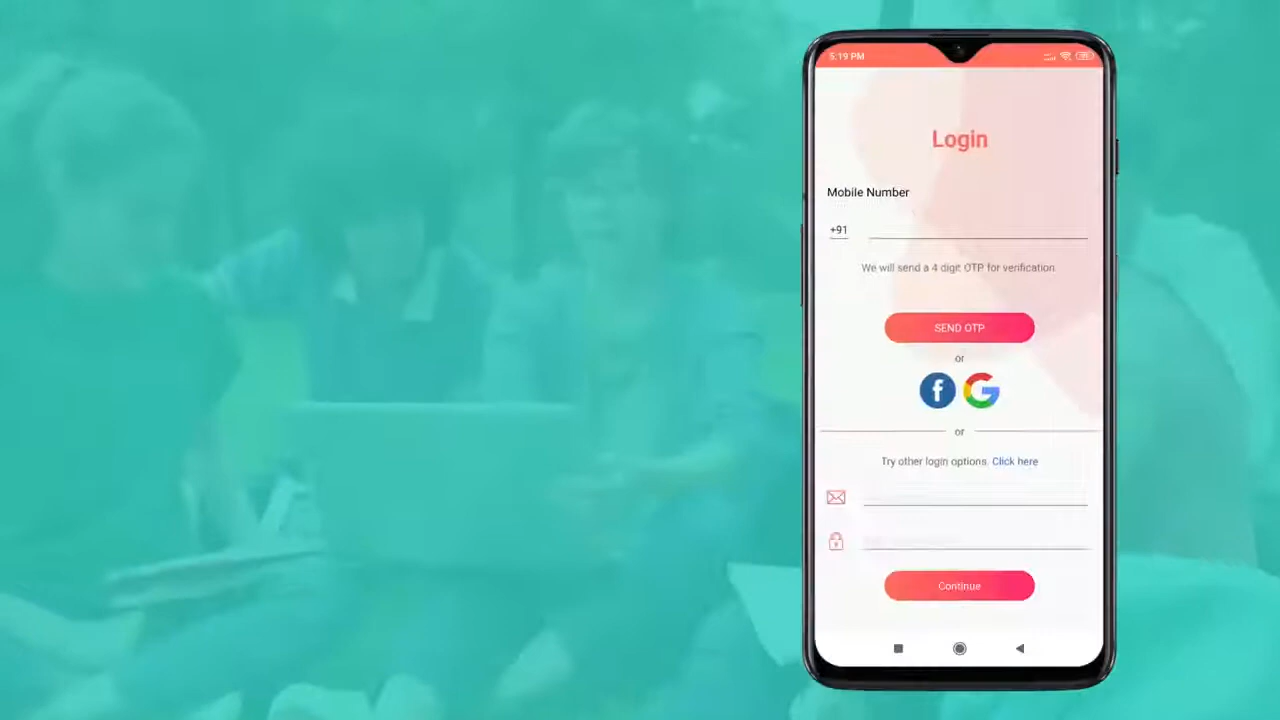 5:19 PM
Login
Mobile Number
+91
We will send a 4 digit OTP for verification
SEND OTP
or
f G
or
Try other login options. Click here
Continue